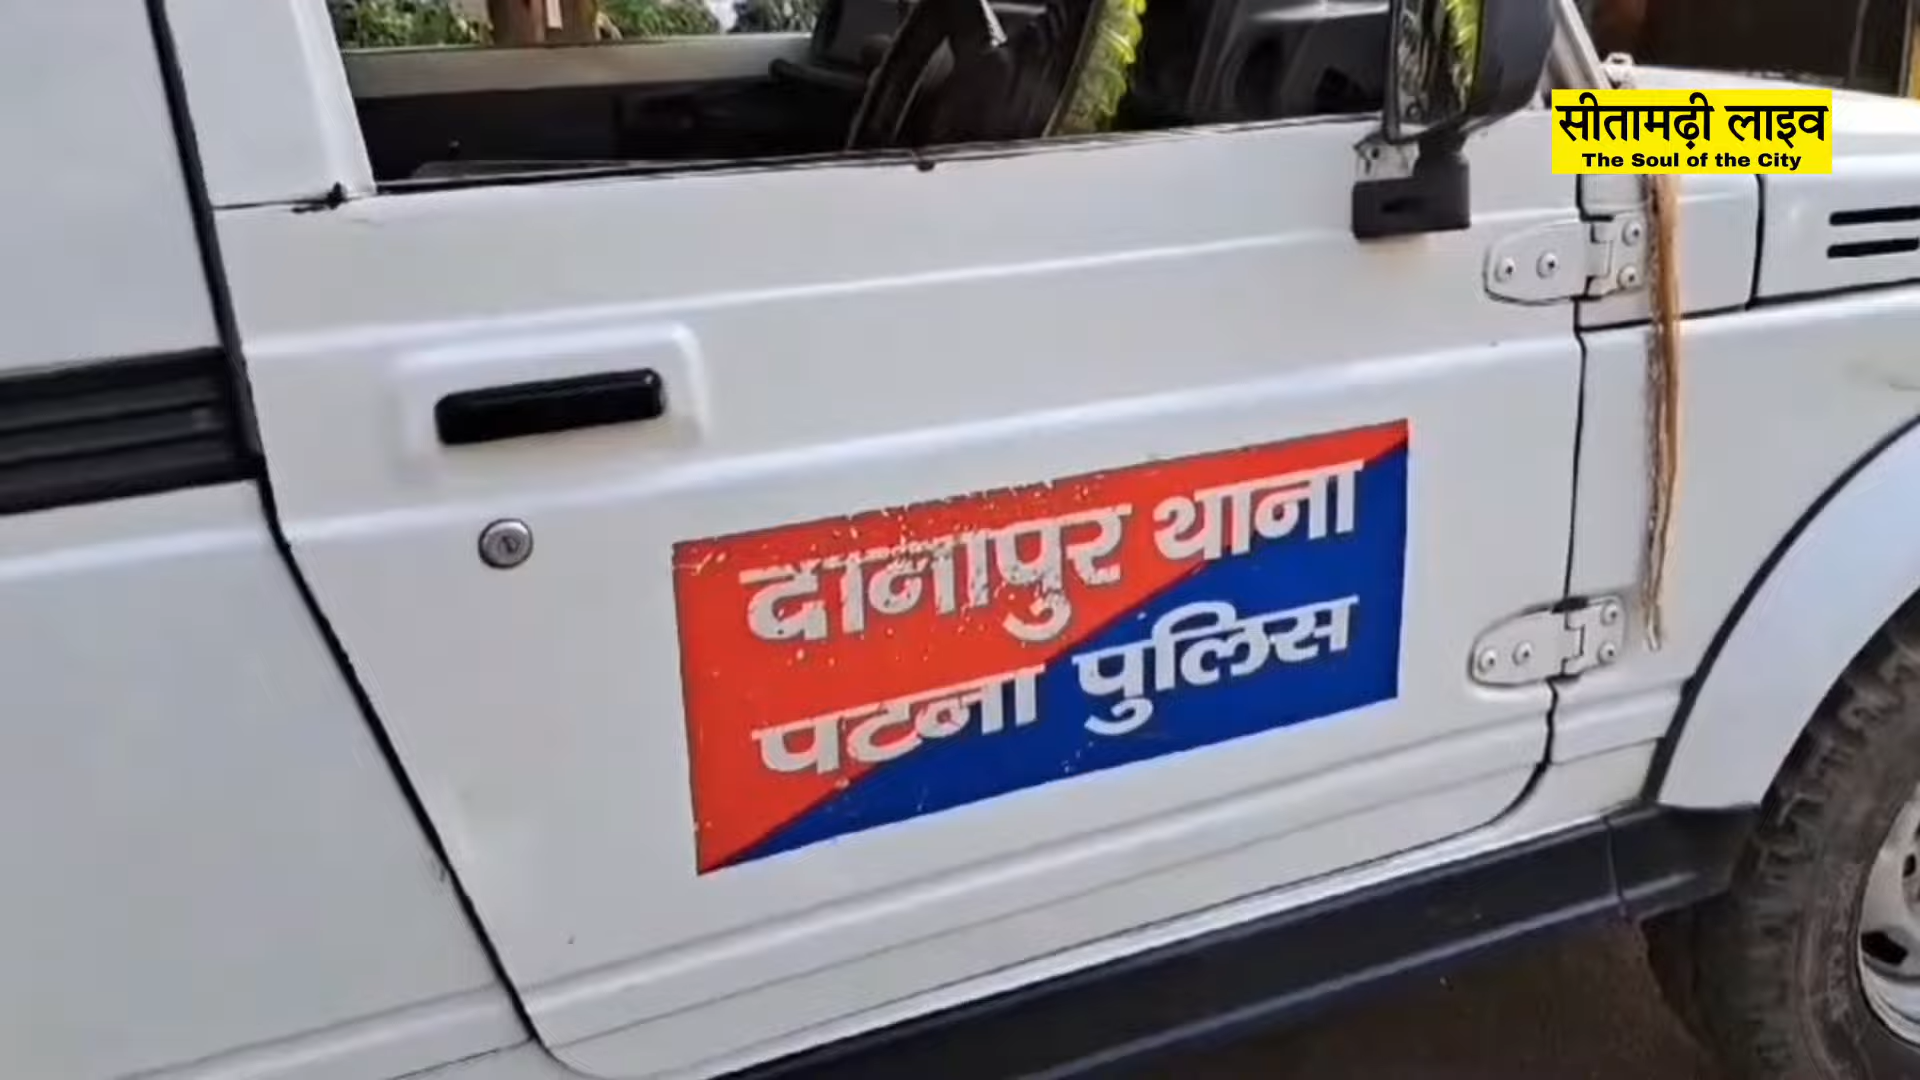 सीतामढ़ी लाइव
The Soul of the City
दानापुर थाना
पटना पुलिस